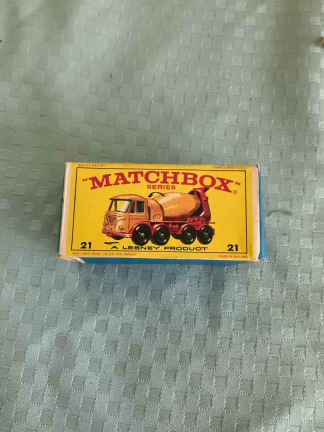 "MATCHBOX"
SERIES
21 A LESNEY PRODUCT 21